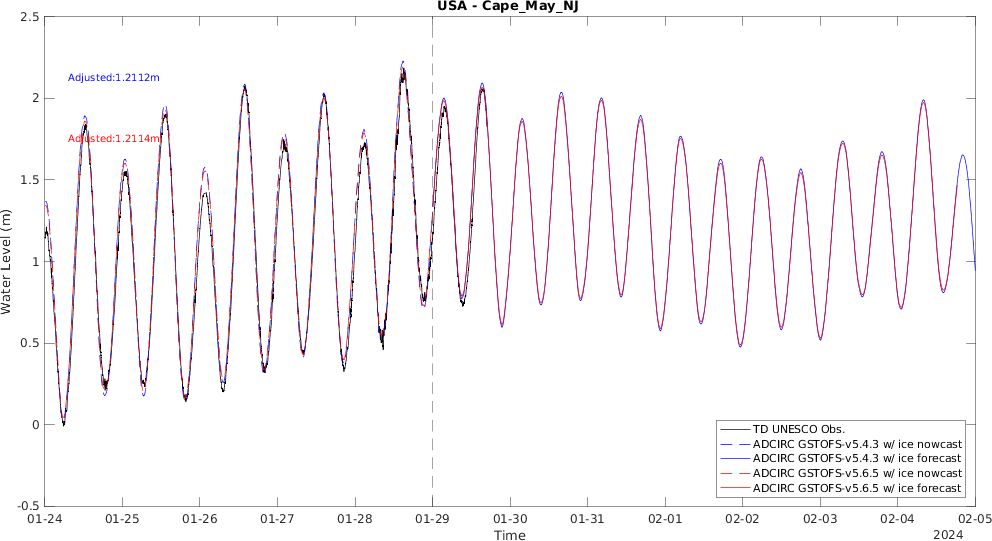 USA - Cape_May_NJ
2.5
2
1.5
1
0.5
0
-0.5
Water Level (m)
Adjusted:1.2112m
Adjusted:1.2114m
TD UNESCO Obs.
ADCIRC GSTOFS-v5.4.3 w/ ice nowcast
ADCIRC GSTOFS-v5.4.3 w/ ice forecast
ADCIRC GSTOFS-v5.6.5 w/ ice nowcast
ADCIRC GSTOFS-v5.6.5 w/ ice forecast
01-24 01-25 01-26 01-27 01-28 01-29 01-30 01-31 02-01 02-02 02-03 02-04 02-05
Time
2024